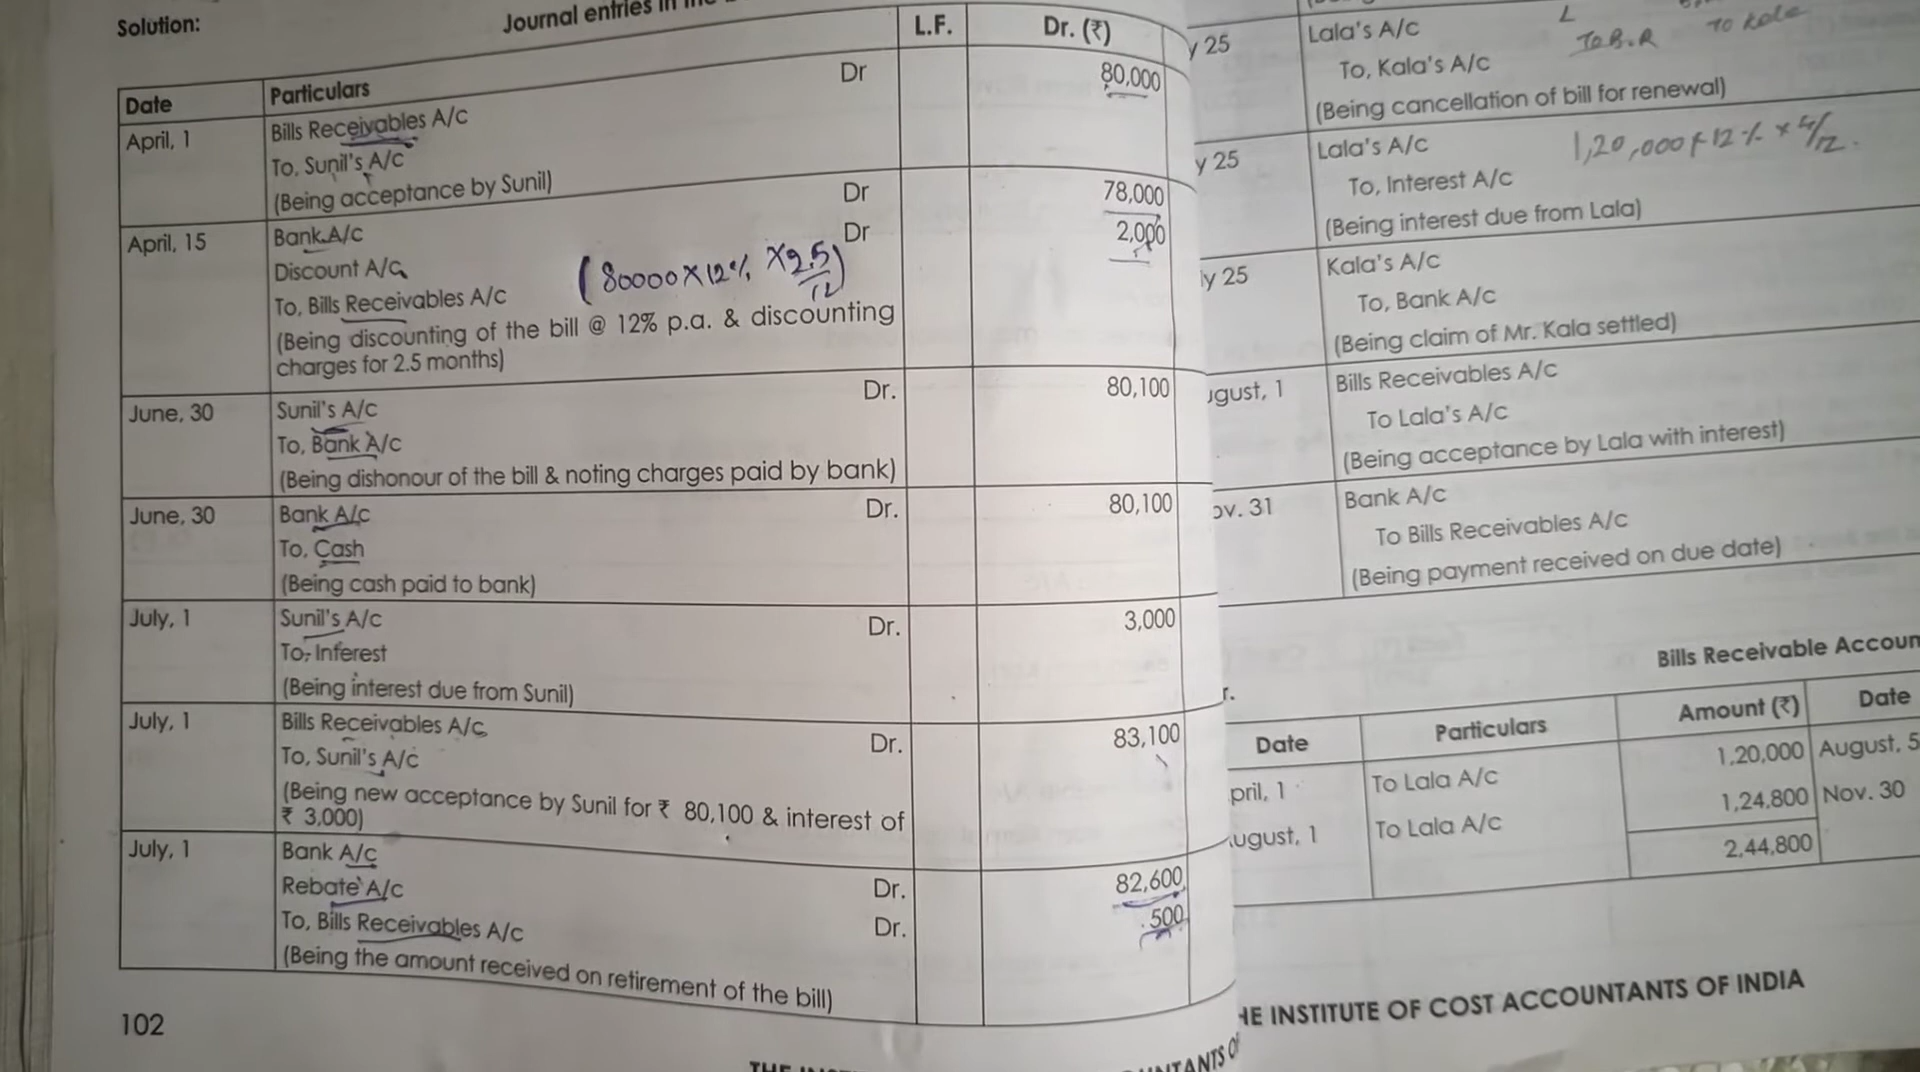 Solution:
Journal entries in the
Date Particulars L.F. Dr. (₹)
April, 1 Bills Receivables A/c Dr 80,000
To, Sunil's A/c
(Being acceptance by Sunil)
April, 15 Bank A/c Dr 78,000
Discount A/c Dr 2,000
To, Bills Receivables A/c (80000×12% ×2.5/12)
(Being discounting of the bill @ 12% p.a. & discounting
charges for 2.5 months)
June, 30 Sunil's A/c Dr. 80,100
To, Bank A/c
(Being dishonour of the bill & noting charges paid by bank)
June, 30 Bank A/c Dr. 80,100
To, Cash
(Being cash paid to bank)
July, 1 Sunil's A/c Dr. 3,000
To, Interest
(Being interest due from Sunil)
July, 1 Bills Receivables A/c Dr. 83,100
To, Sunil's A/c
(Being new acceptance by Sunil for ₹ 80,100 & interest of
₹ 3,000)
July, 1 Bank A/c
Rebate A/c Dr. 82,600
To, Bills Receivables A/c Dr. 500
(Being the amount received on retirement of the bill)
102
y 25 Lala's A/c
To B.R
To, Kala's A/c
(Being cancellation of bill for renewal)
y 25 Lala's A/c 1,20,000 × 12% × 4/12.
To, Interest A/c
(Being interest due from Lala)
ly 25 Kala's A/c
To, Bank A/c
(Being claim of Mr. Kala settled)
ugust, 1 Bills Receivables A/c
To Lala's A/c
(Being acceptance by Lala with interest)
ov. 31 Bank A/c
To Bills Receivables A/c
(Being payment received on due date)
Bills Receivable Accoun
r.
Date Particulars Amount (₹) Date
pril, 1 To Lala A/c 1,20,000 August, 5
ugust, 1 To Lala A/c 1,24,800 Nov. 30
2,44,800
HE INSTITUTE OF COST ACCOUNTANTS OF INDIA